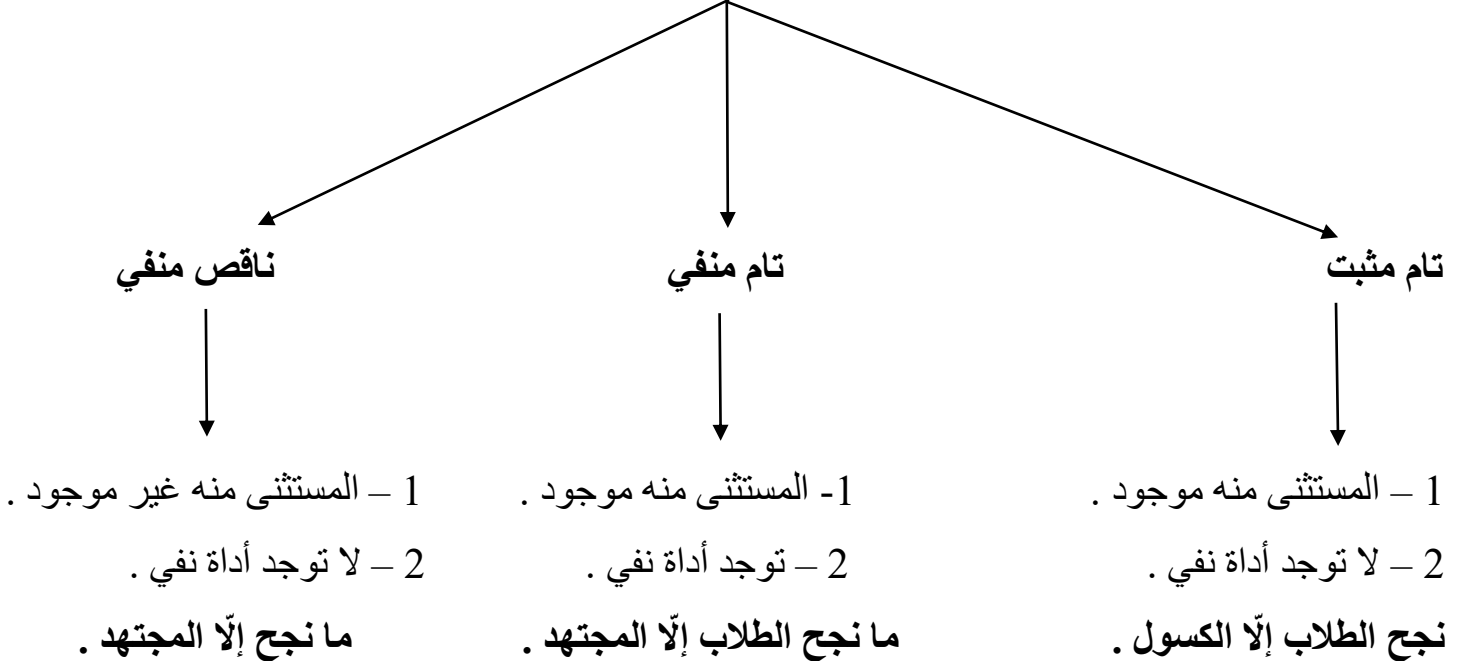 تام مثبت
تام منفي
ناقص منفي
1 – المستثنى منه موجود .
1- المستثنى منه موجود .
1 – المستثنى منه غير موجود .
2 – لا توجد أداة نفي .
2 – توجد أداة نفي .
2 – لا توجد أداة نفي .
نجح الطلاب إلّا الكسول .
ما نجح الطلاب إلّا المجتهد .
ما نجح إلّا المجتهد .